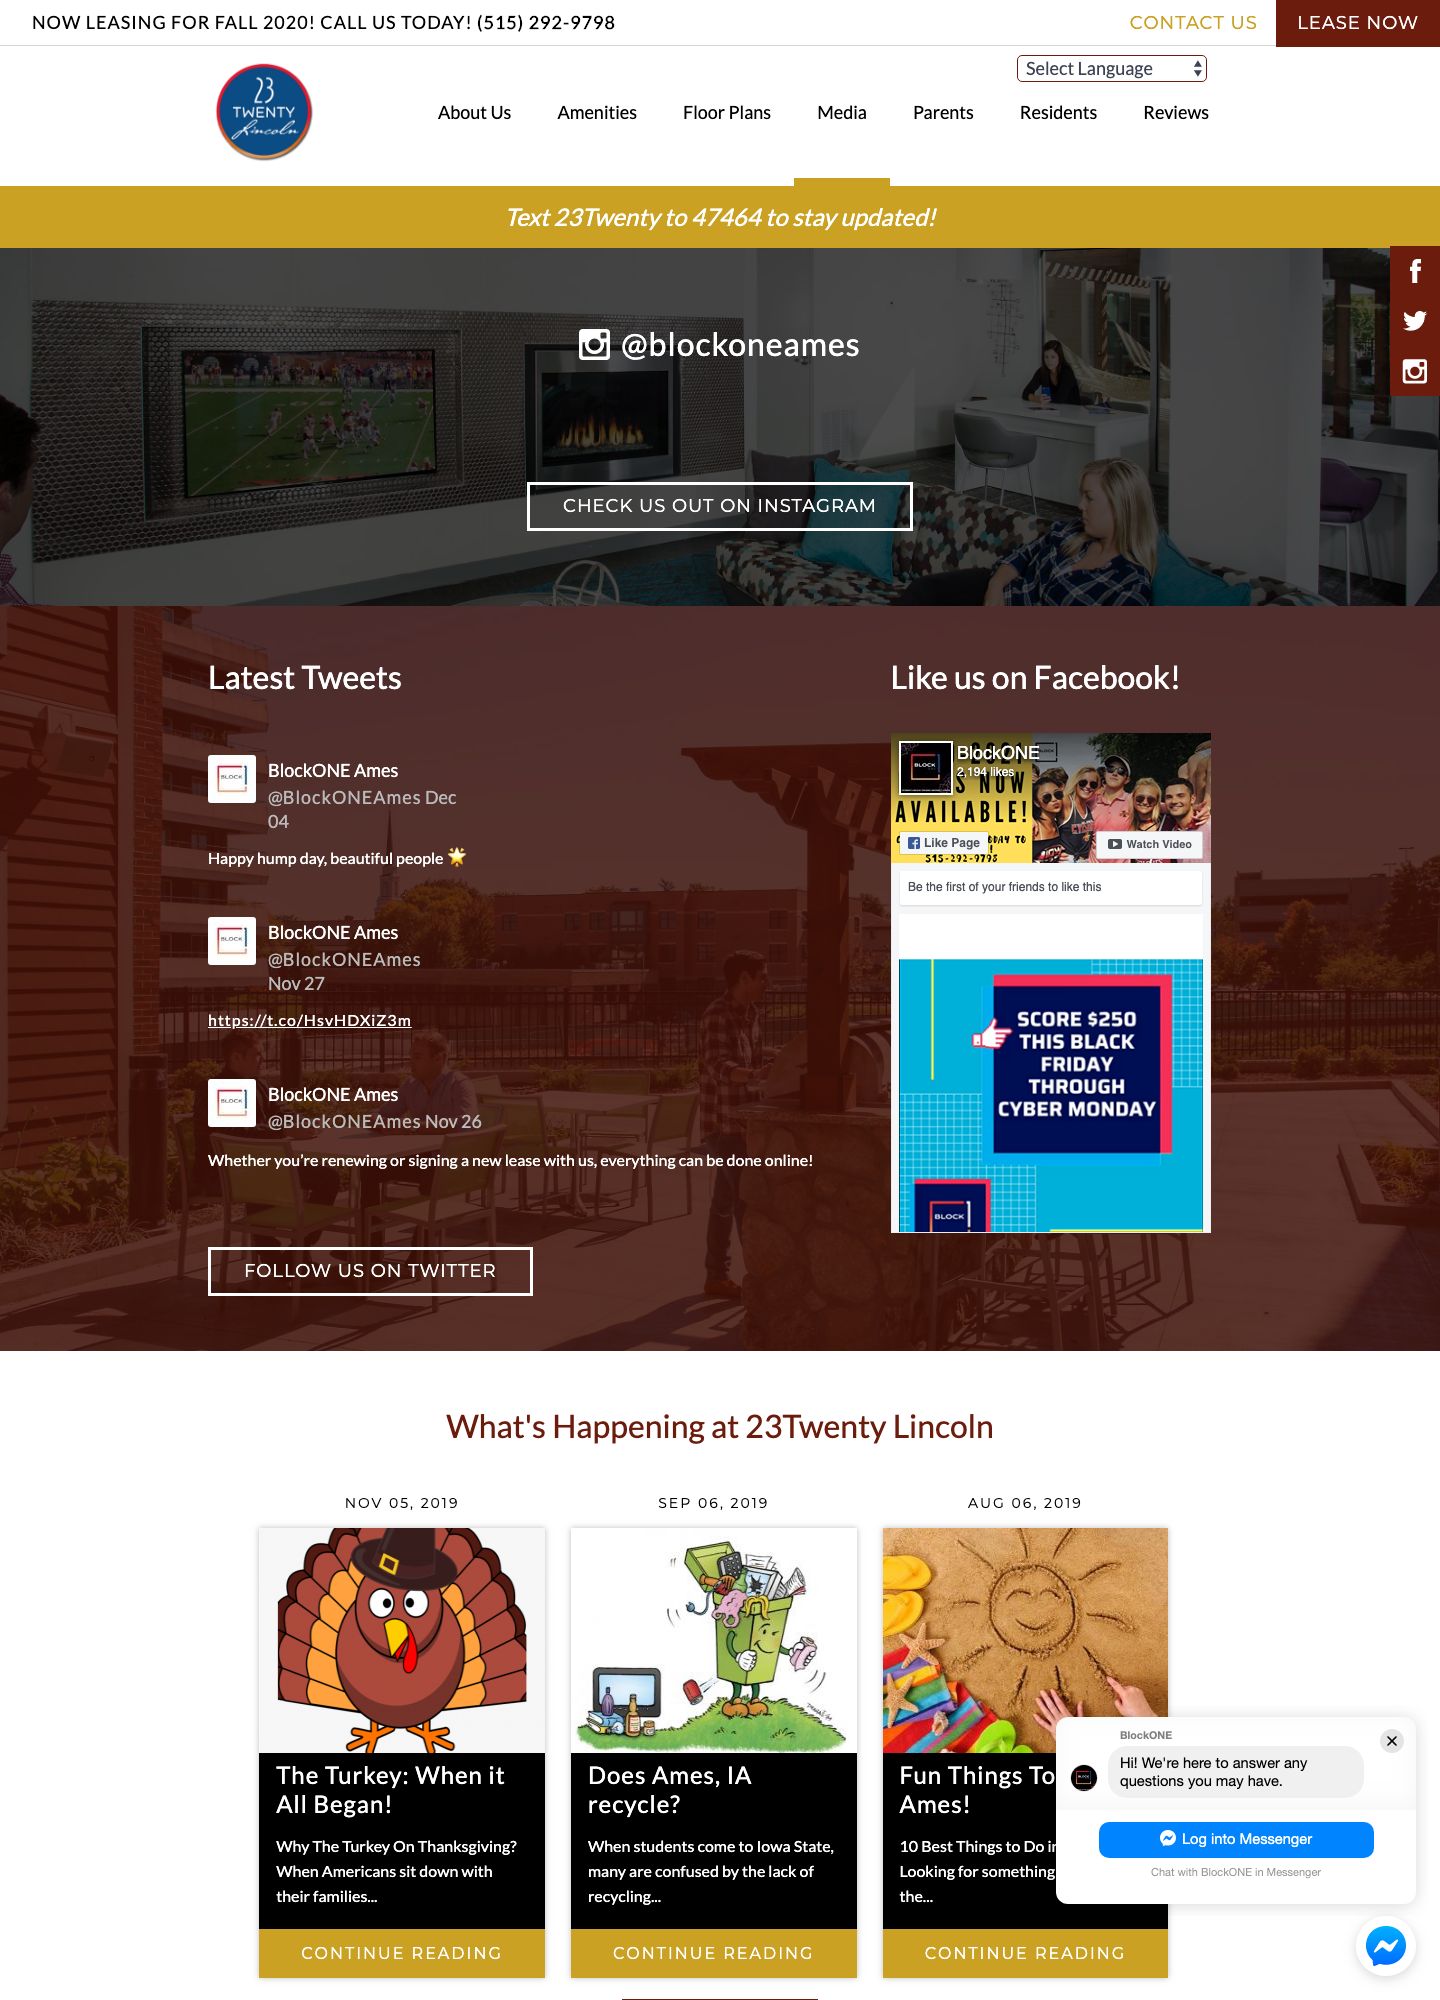 NOW LEASING FOR FALL 2020! CALL US TODAY! (515) 292-9798
CONTACT US
LEASE NOW
Select Language
23
TWENTY
Lincoln
About Us
Amenities
Floor Plans
Media
Parents
Residents
Reviews
Text 23Twenty to 47464 to stay updated!
@blockoneames
CHECK US OUT ON INSTAGRAM
Latest Tweets
BlockONE Ames
@BlockONEAmes Dec
04
Happy hump day, beautiful people
BLOCK
BlockONE Ames
@BlockONEAmes
Nov 27
https://t.co/HsvHDXiZ3m
BLOCK
BlockONE Ames
@BlockONEAmes Nov 26
Whether you’re renewing or signing a new lease with us, everything can be done online!
FOLLOW US ON TWITTER
Like us on Facebook!
BLOCK
BlockONE
2,194 likes
NOW
AVAILABLE!
515-292-9798
Like Page
Watch Video
Be the first of your friends to like this
SCORE $250
THIS BLACK
FRIDAY
THROUGH
CYBER MONDAY
BLOCK
What's Happening at 23Twenty Lincoln
NOV 05, 2019
The Turkey: When it
All Began!
Why The Turkey On Thanksgiving?
When Americans sit down with
their families...
CONTINUE READING
SEP 06, 2019
Does Ames, IA
recycle?
When students come to Iowa State,
many are confused by the lack of
recycling...
CONTINUE READING
AUG 06, 2019
Fun Things To
Ames!
10 Best Things to Do in
Looking for something
the...
CONTINUE READING
BlockONE
Hi! We're here to answer any
questions you may have.
Log into Messenger
Chat with BlockONE in Messenger